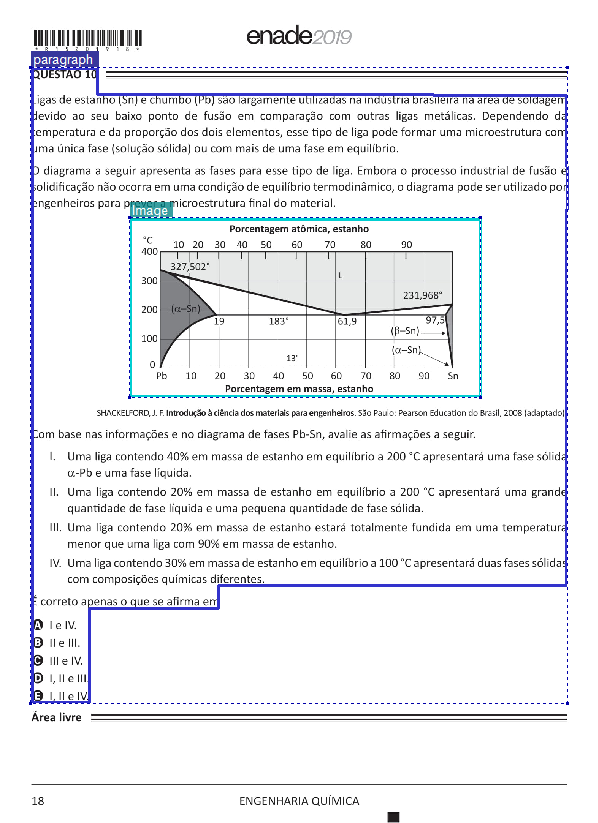 enade2019
*R1520191​8*
paragraph
QUESTÃO 10
Ligas de estanho (Sn) e chumbo (Pb) são largamente utilizadas na indústria brasileira na área de soldagem
devido ao seu baixo ponto de fusão em comparação com outras ligas metálicas. Dependendo da
temperatura e da proporção dos dois elementos, esse tipo de liga pode formar uma microestrutura com
uma única fase (solução sólida) ou com mais de uma fase em equilíbrio.
O diagrama a seguir apresenta as fases para esse tipo de liga. Embora o processo industrial de fusão e
solidificação não ocorra em uma condição de equilíbrio termodinâmico, o diagrama pode ser utilizado por
engenheiros para prever a microestrutura final do material.
Image
Porcentagem atômica, estanho
°C
10 20 30 40 50 60 70 80 90
400
327,502°
300
L
231,968°
200
(α–Sn)
19 183° 61,9 97,5
(β–Sn)
100
13°
(α–Sn)
0
Pb 10 20 30 40 50 60 70 80 90 Sn
Porcentagem em massa, estanho
SHACKELFORD, J. F. Introdução à ciência dos materiais para engenheiros. São Paulo: Pearson Education do Brasil, 2008 (adaptado).
Com base nas informações e no diagrama de fases Pb-Sn, avalie as afirmações a seguir.
I. Uma liga contendo 40% em massa de estanho em equilíbrio a 200 °C apresentará uma fase sólida
α-Pb e uma fase líquida.
II. Uma liga contendo 20% em massa de estanho em equilíbrio a 200 °C apresentará uma grande
quantidade de fase líquida e uma pequena quantidade de fase sólida.
III. Uma liga contendo 20% em massa de estanho estará totalmente fundida em uma temperatura
menor que uma liga com 90% em massa de estanho.
IV. Uma liga contendo 30% em massa de estanho em equilíbrio a 100 °C apresentará duas fases sólidas
com composições químicas diferentes.
É correto apenas o que se afirma em
A I e IV.
B II e III.
C III e IV.
D I, II e III.
E I, II e IV.
Área livre
18
ENGENHARIA QUÍMICA